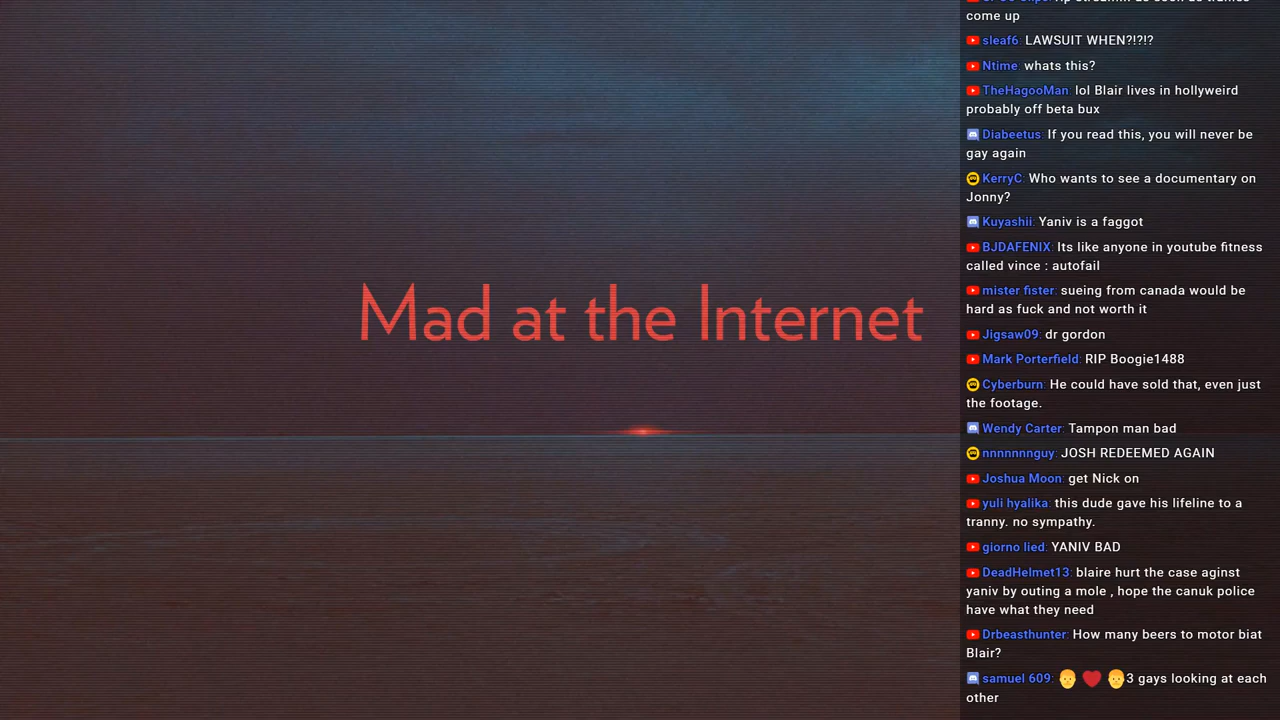 come up
sleaf6: LAWSUIT WHEN?!?!?
Ntime: whats this?
TheHagooMan: lol Blair lives in hollyweird
probably off beta bux
Diabeetus: If you read this, you will never be
gay again
KerryC: Who wants to see a documentary on
Jonny?
Kuyashii: Yaniv is a faggot
BJDAFENIX: Its like anyone in youtube fitness
called vince : autofail
mister fister: sueing from canada would be
hard as fuck and not worth it
Jigsaw09: dr gordon
Mark Porterfield: RIP Boogie1488
Cyberburn: He could have sold that, even just
the footage.
Wendy Carter: Tampon man bad
nnnnnnnguy: JOSH REDEEMED AGAIN
Joshua Moon: get Nick on
yuli hyalika: this dude gave his lifeline to a
tranny. no sympathy.
giorno lied: YANIV BAD
DeadHelmet13: blaire hurt the case aginst
yaniv by outing a mole , hope the canuk police
have what they need
Drbeasthunter: How many beers to motor biat
Blair?
samuel 609: 👨 ❤️ 👨3 gays looking at each
other
Mad at the Internet